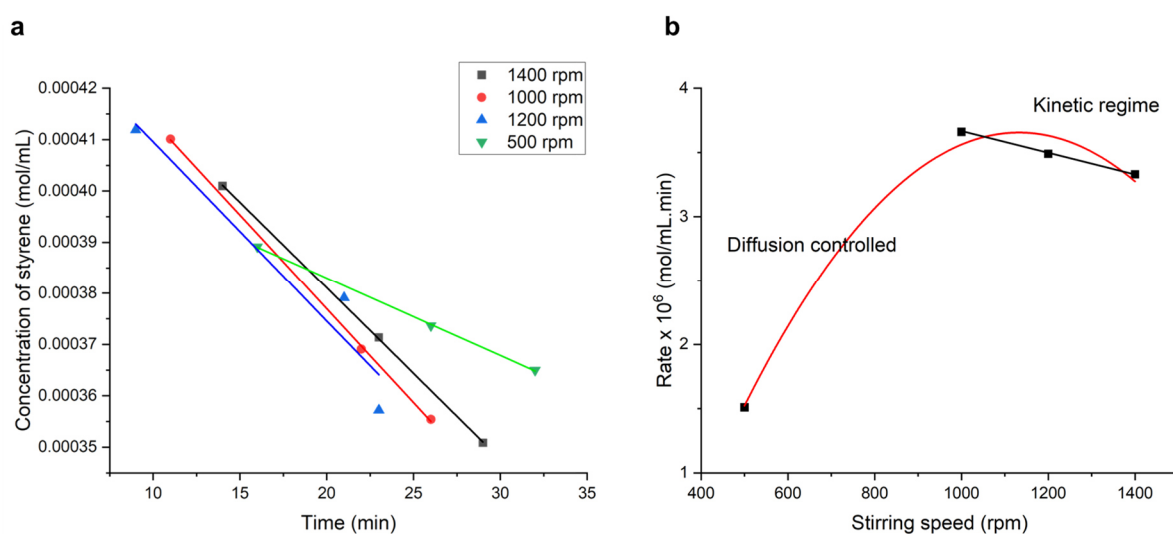 a
1400 rpm
1000 rpm
1200 rpm
500 rpm
0.00042
0.00041
0.00040
0.00039
0.00038
0.00037
0.00036
0.00035
Concentration of styrene (mol/mL)
10 15 20 25 30 35
Time (min)
b
Kinetic regime
Diffusion controlled
4
3
2
1
Rate x 10⁶ (mol/mL.min)
400 600 800 1000 1200 1400
Stirring speed (rpm)